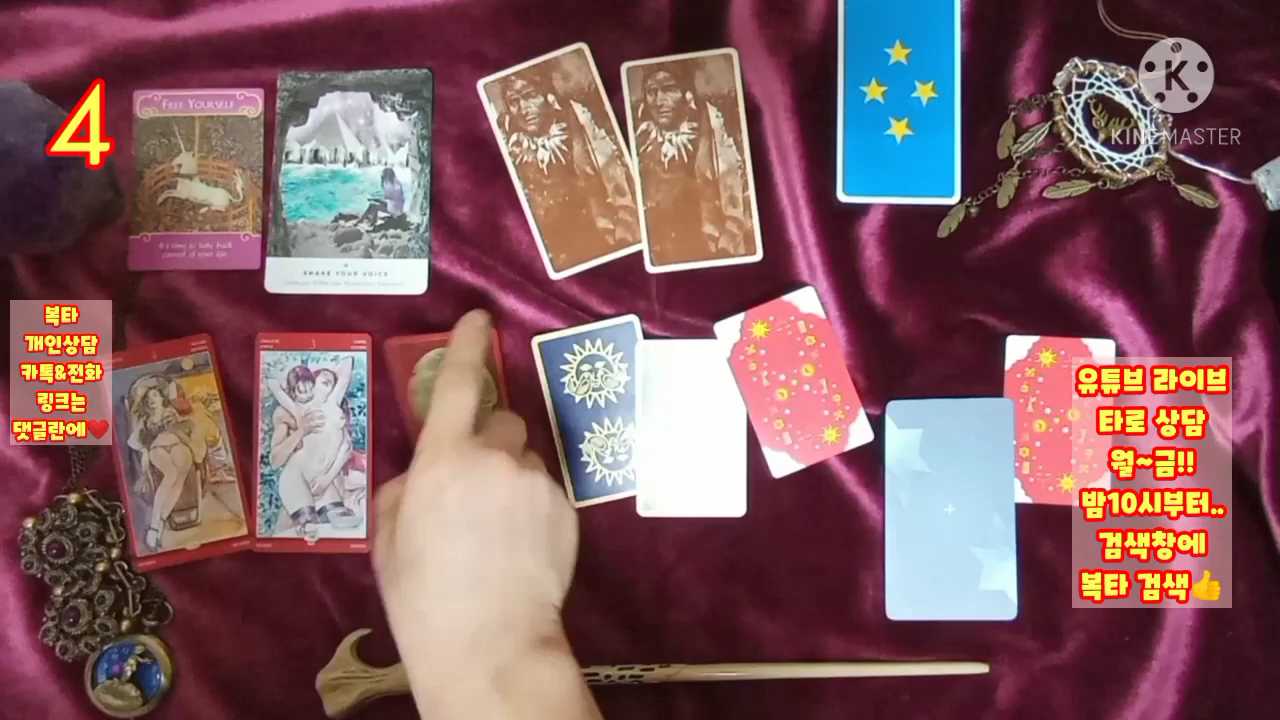 4
FREE YOURSELF
It's time to take back
control of your life.
SHARE YOUR VOICE
K
KINEMASTER
복타
개인상담
카톡&전화
링크는
댓글란에❤️
유튜브 라이브
타로 상담
월~금!!
밤10시부터..
검색창에
복타 검색👍